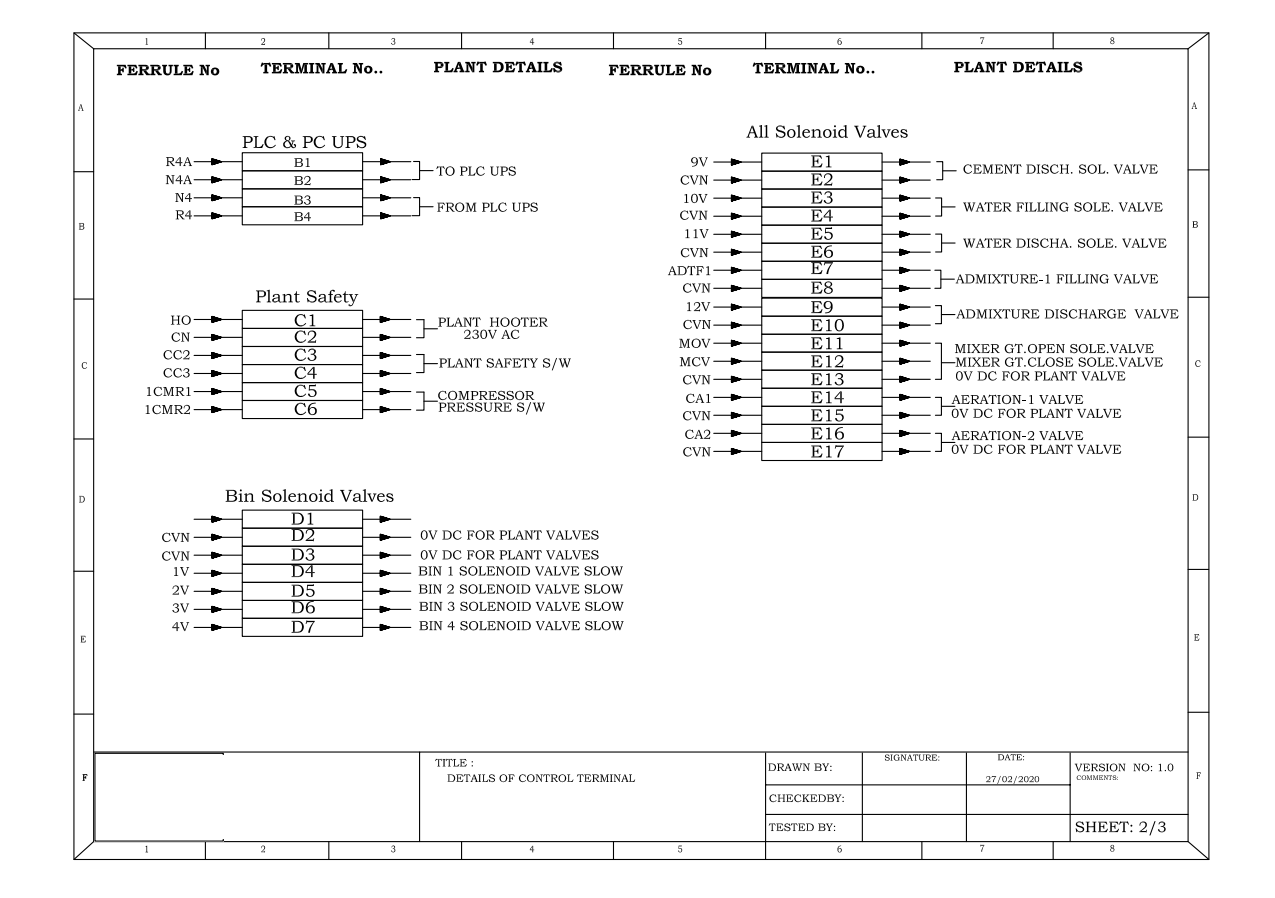 1 2 3 4 5 6 7 8
FERRULE No TERMINAL No.. PLANT DETAILS FERRULE No TERMINAL No.. PLANT DETAILS
A A
PLC & PC UPS
R4A B1
N4A B2
TO PLC UPS
N4 B3
R4 B4
FROM PLC UPS
Plant Safety
HO C1
CN C2
PLANT HOOTER
230V AC
CC2 C3
CC3 C4
PLANT SAFETY S/W
1CMR1 C5
1CMR2 C6
COMPRESSOR
PRESSURE S/W
Bin Solenoid Valves
D1
CVN D2 0V DC FOR PLANT VALVES
CVN D3 0V DC FOR PLANT VALVES
1V D4 BIN 1 SOLENOID VALVE SLOW
2V D5 BIN 2 SOLENOID VALVE SLOW
3V D6 BIN 3 SOLENOID VALVE SLOW
4V D7 BIN 4 SOLENOID VALVE SLOW
All Solenoid Valves
9V E1
CVN E2
CEMENT DISCH. SOL. VALVE
10V E3
CVN E4
WATER FILLING SOLE. VALVE
11V E5
CVN E6
WATER DISCHA. SOLE. VALVE
ADTF1 E7
CVN E8
ADMIXTURE-1 FILLING VALVE
12V E9
CVN E10
ADMIXTURE DISCHARGE VALVE
MOV E11
MCV E12
CVN E13
MIXER GT.OPEN SOLE.VALVE
MIXER GT.CLOSE SOLE.VALVE
0V DC FOR PLANT VALVE
CA1 E14
CVN E15
AERATION-1 VALVE
0V DC FOR PLANT VALVE
CA2 E16
CVN E17
AERATION-2 VALVE
0V DC FOR PLANT VALVE
B B
C C
D D
E E
F F
TITLE :
DETAILS OF CONTROL TERMINAL
SIGNATURE: DATE:
DRAWN BY: 27/02/2020
CHECKEDBY:
TESTED BY:
VERSION NO: 1.0
COMMENTS:
SHEET: 2/3
1 2 3 4 5 6 7 8